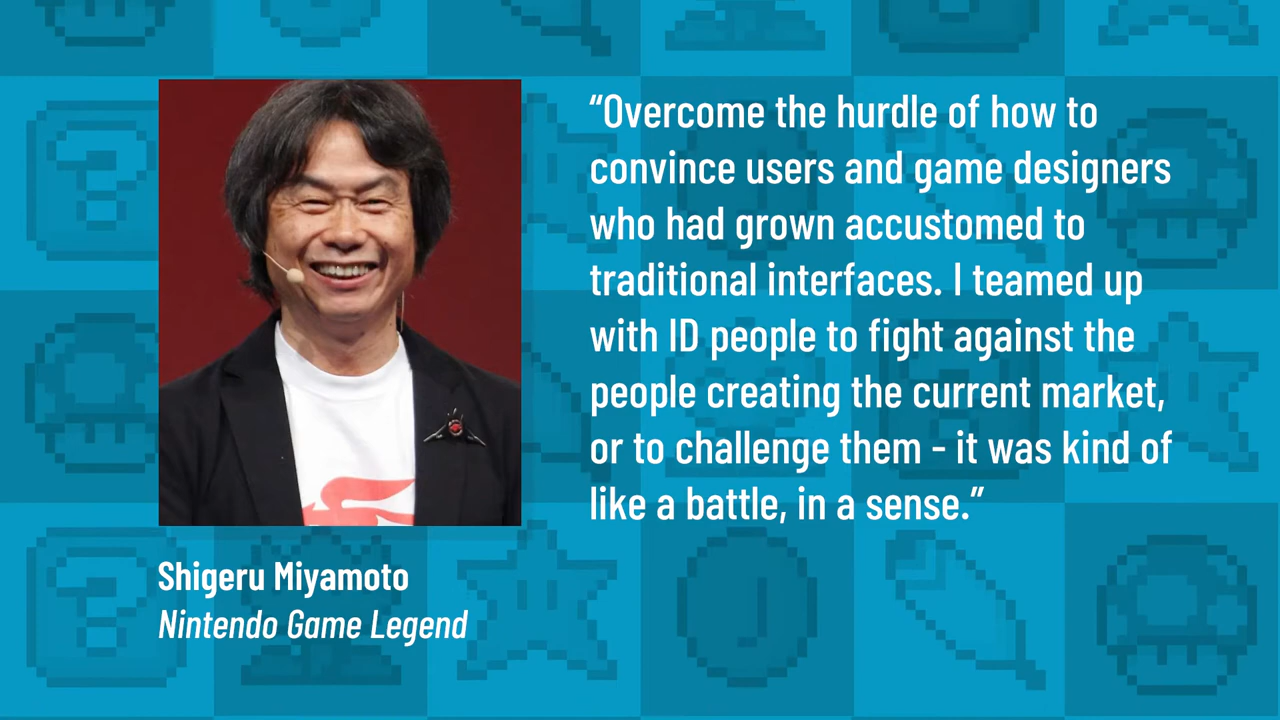 “Overcome the hurdle of how to
convince users and game designers
who had grown accustomed to
traditional interfaces. I teamed up
with ID people to fight against the
people creating the current market,
or to challenge them - it was kind of
like a battle, in a sense.”
Shigeru Miyamoto
Nintendo Game Legend